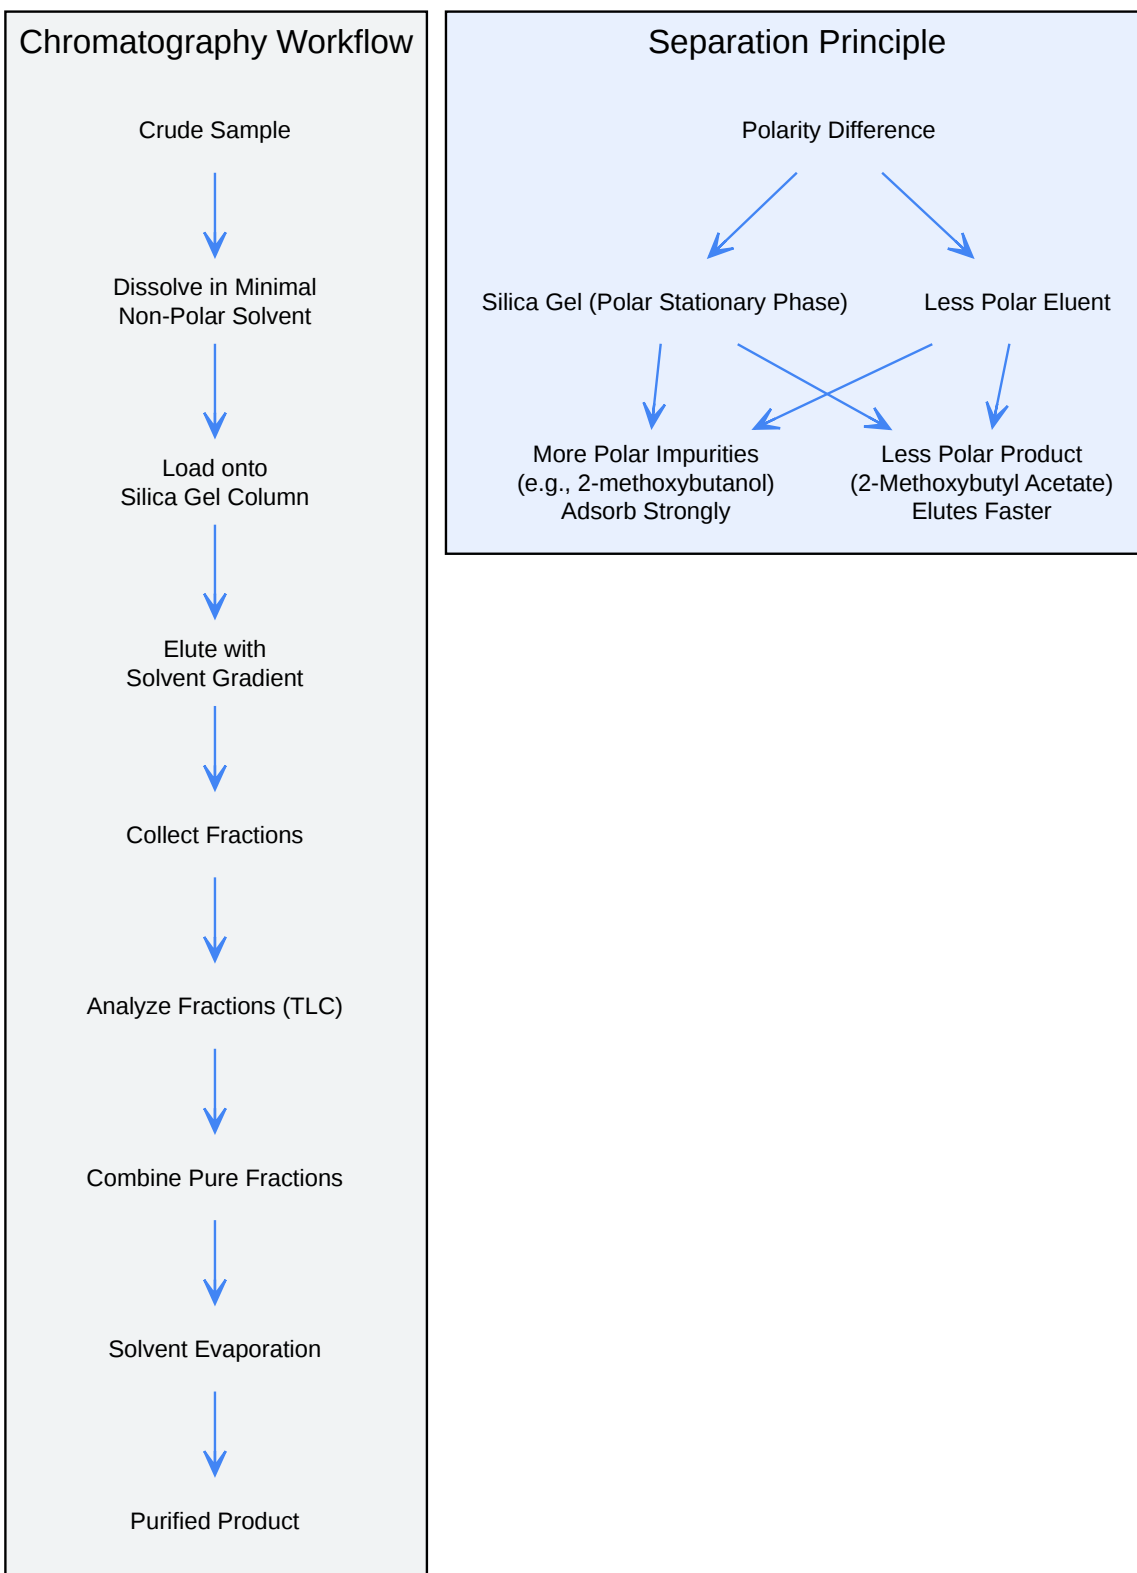 Chromatography Workflow
Crude Sample
Dissolve in Minimal
Non-Polar Solvent
Load onto
Silica Gel Column
Elute with
Solvent Gradient
Collect Fractions
Analyze Fractions (TLC)
Combine Pure Fractions
Solvent Evaporation
Purified Product
Separation Principle
Polarity Difference
Silica Gel (Polar Stationary Phase)
Less Polar Eluent
More Polar Impurities
(e.g., 2-methoxybutanol)
Adsorb Strongly
Less Polar Product
(2-Methoxybutyl Acetate)
Elutes Faster